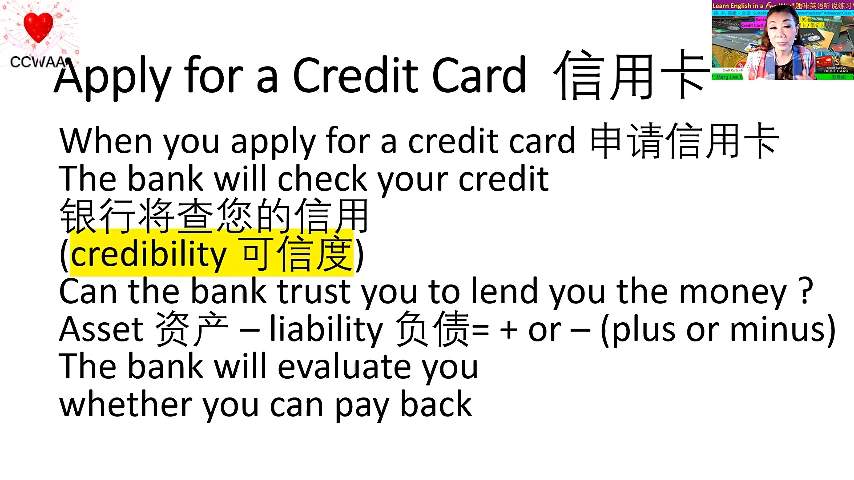 CCWAA
Learn English in a
Apply for a Credit Card 信用卡
When you apply for a credit card 申请信用卡
The bank will check your credit
银行将查您的信用
(credibility 可信度)
Can the bank trust you to lend you the money ?
Asset 资产 – liability 负债= + or – (plus or minus)
The bank will evaluate you
whether you can pay back